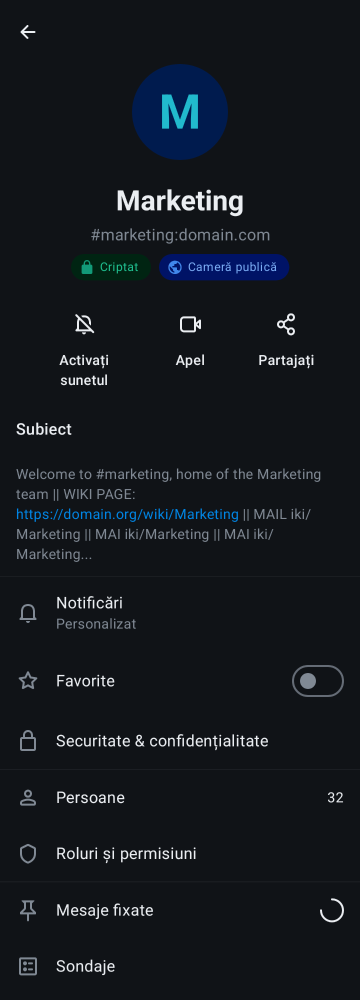 M
Marketing
#marketing:domain.com
Criptat
Cameră publică
Activați
sunetul
Apel
Partajați
Subiect
Welcome to #marketing, home of the Marketing
team || WIKI PAGE:
https://domain.org/wiki/Marketing || MAIL iki/
Marketing || MAI iki/Marketing || MAI iki/
Marketing...
Notificări
Personalizat
Favorite
Securitate & confidențialitate
Persoane 32
Roluri și permisiuni
Mesaje fixate
Sondaje